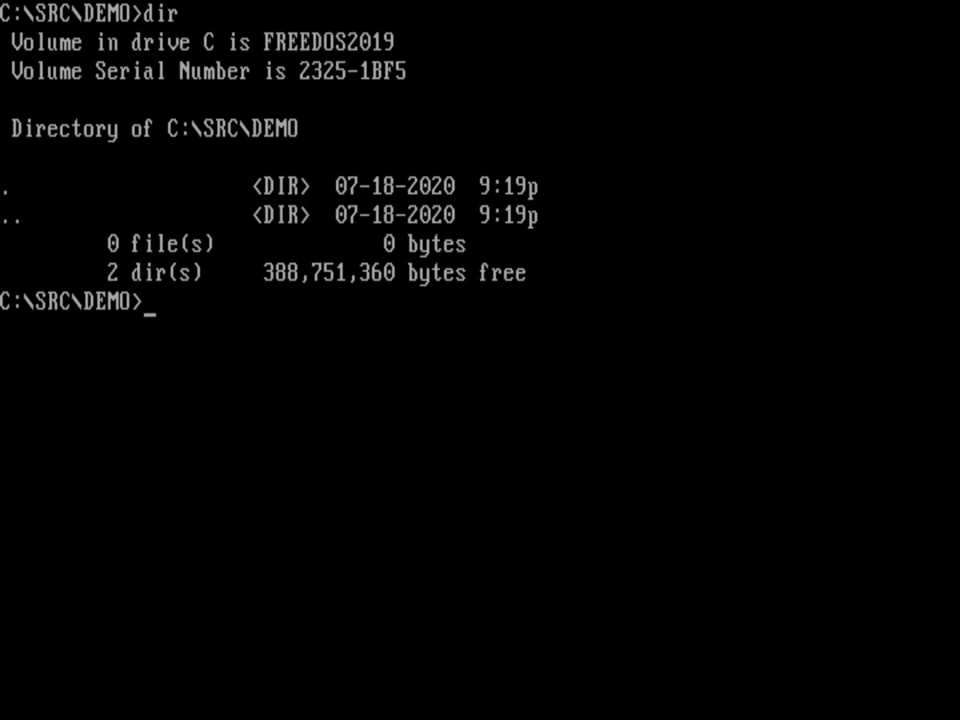 C:\SRC\DEMO>dir
Volume in drive C is FREEDOS2019
Volume Serial Number is 2325-1BF5
Directory of C:\SRC\DEMO
. <DIR> 07-18-2020 9:19p
.. <DIR> 07-18-2020 9:19p
0 file(s) 0 bytes
2 dir(s) 388,751,360 bytes free
C:\SRC\DEMO>_